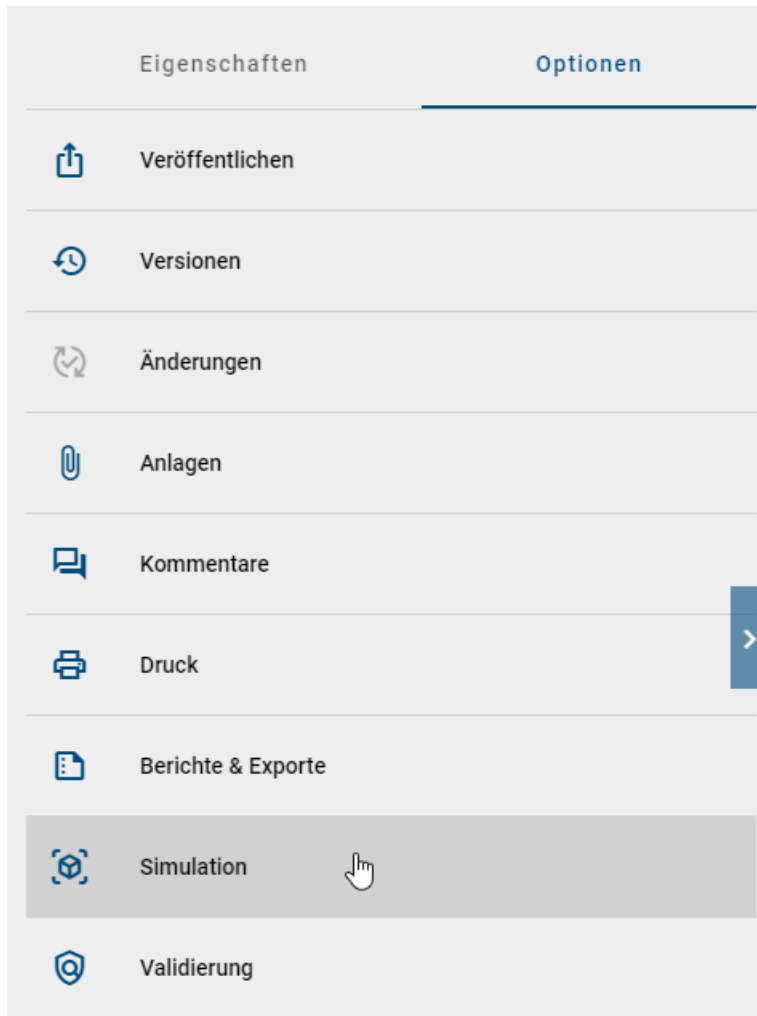 Eigenschaften Optionen
Veröffentlichen
Versionen
Änderungen
Anlagen
Kommentare
Druck
Berichte & Exporte
Simulation
Validierung